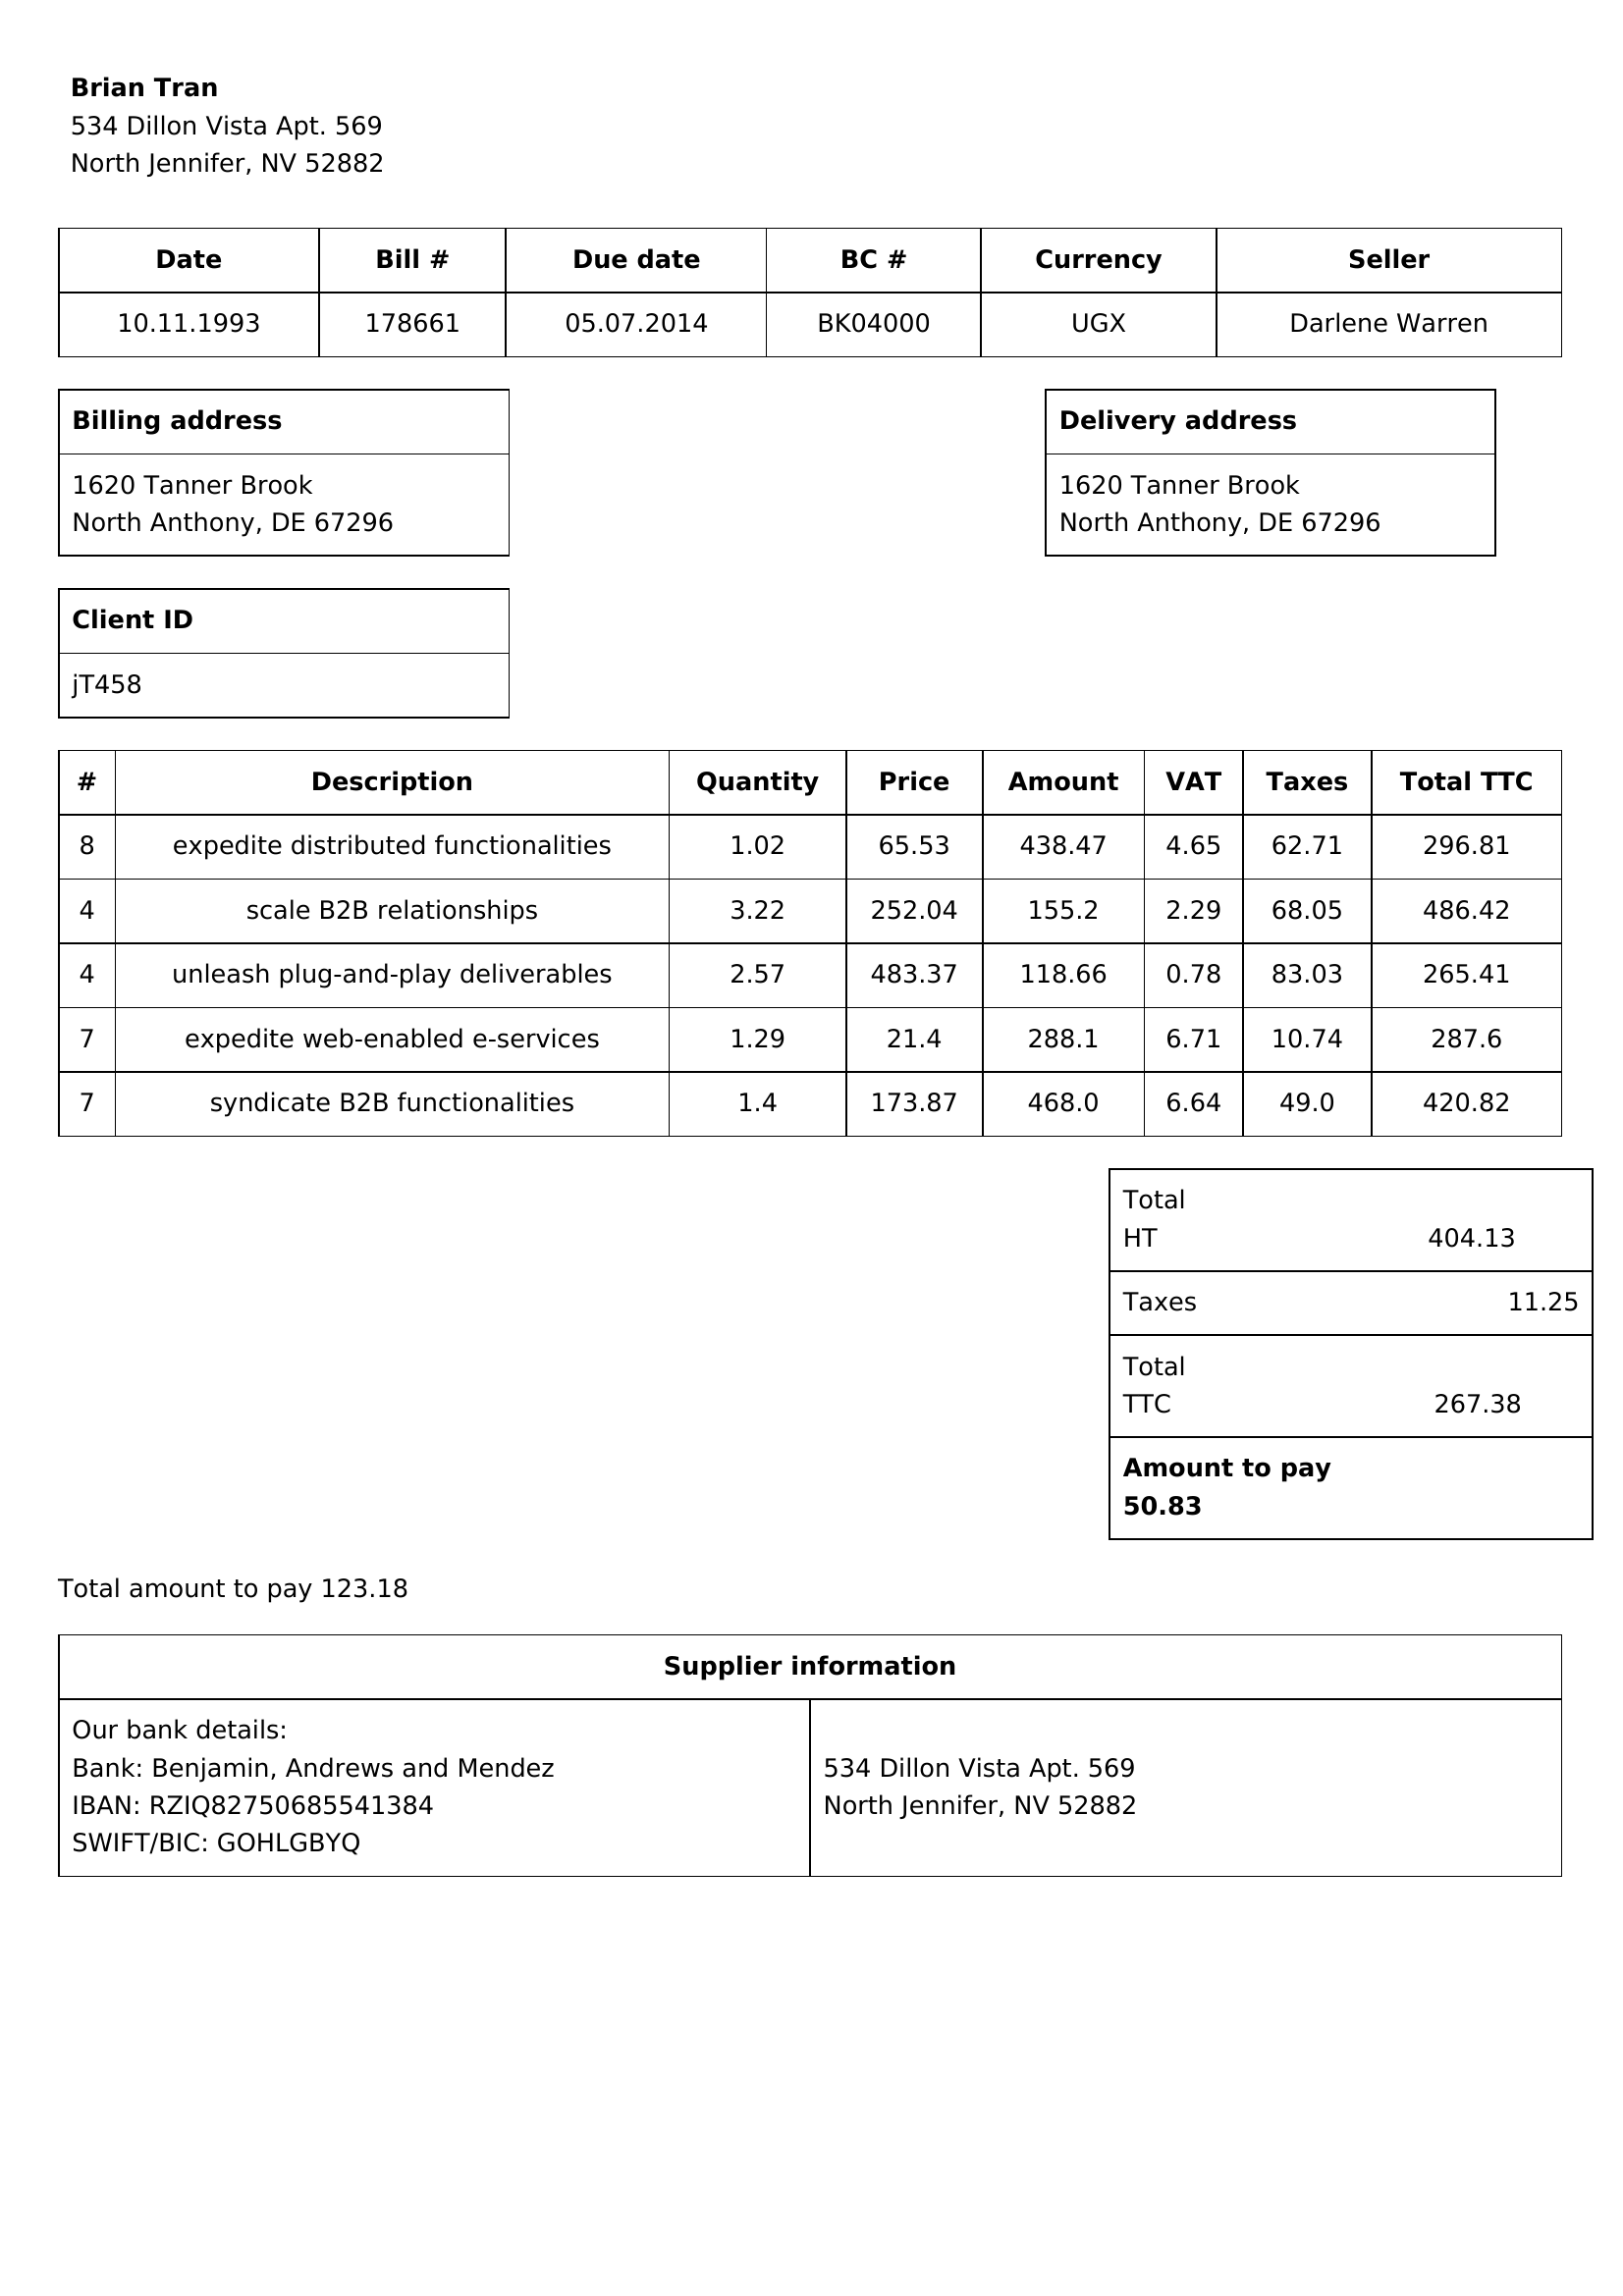 Brian Tran
534 Dillon Vista Apt. 569
North Jennifer, NV 52882
Date Bill # Due date BC # Currency Seller
10.11.1993 178661 05.07.2014 BK04000 UGX Darlene Warren
Billing address
1620 Tanner Brook
North Anthony, DE 67296
Delivery address
1620 Tanner Brook
North Anthony, DE 67296
Client ID
jT458
# Description Quantity Price Amount VAT Taxes Total TTC
8 expedite distributed functionalities 1.02 65.53 438.47 4.65 62.71 296.81
4 scale B2B relationships 3.22 252.04 155.2 2.29 68.05 486.42
4 unleash plug-and-play deliverables 2.57 483.37 118.66 0.78 83.03 265.41
7 expedite web-enabled e-services 1.29 21.4 288.1 6.71 10.74 287.6
7 syndicate B2B functionalities 1.4 173.87 468.0 6.64 49.0 420.82
Total
HT 404.13
Taxes 11.25
Total
TTC 267.38
Amount to pay
50.83
Total amount to pay 123.18
Supplier information
Our bank details:
Bank: Benjamin, Andrews and Mendez
IBAN: RZIQ82750685541384
SWIFT/BIC: GOHLGBYQ
534 Dillon Vista Apt. 569
North Jennifer, NV 52882